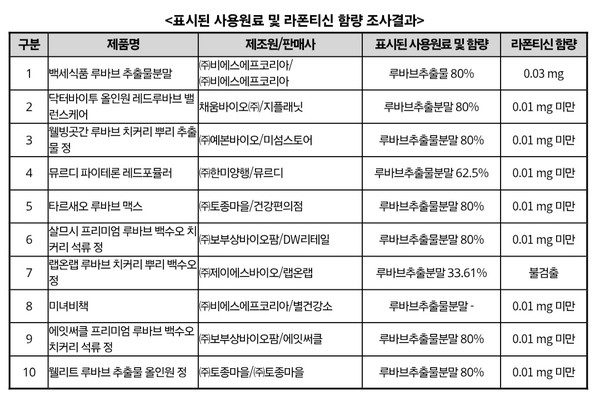 <표시된 사용원료 및 라폰티신 함량 조사결과>
구분 제품명 제조원/판매사 표시된 사용원료 및 함량 라폰티신 함량
1 백세식품 루바브 추출물분말 ㈜비에스에프코리아/
㈜비에스에프코리아 루바브추출물 80% 0.03 mg
2 닥터바이투 올인원 레드루바브 밸
런스케어 채움바이오㈜/지플래닛 루바브추출물분말 80% 0.01 mg 미만
3 웰빙곳간 루바브 치커리 뿌리 추출
물 정 ㈜예본바이오/미섬스토어 루바브추출물분말 80% 0.01 mg 미만
4 뮤르디 파이테론 레드포뮬러 ㈜한미양행/뮤르디 루바브추출물분말 62.5% 0.01 mg 미만
5 타르새오 루바브 맥스 ㈜토종마을/건강편의점 루바브추출물분말 80% 0.01 mg 미만
6 살므시 프리미엄 루바브 백수오 치
커리 석류 정 ㈜보부상바이오팜/DW리테일 루바브추출물분말 80% 0.01 mg 미만
7 랩온랩 루바브 치커리 뿌리 백수오
정 ㈜제이에스바이오/랩온랩 루바브추출분말 33.61% 불검출
8 미녀비책 ㈜비에스에프코리아/별건강소 루바브추출물분말 - 0.01 mg 미만
9 에잇써클 프리미엄 루바브 백수오
치커리 석류 정 ㈜보부상바이오팜/에잇써클 루바브추출물분말 80% 0.01 mg 미만
10 웰리트 루바브 추출물 올인원 정 ㈜토종마을/㈜토종마을 루바브추출물분말 80% 0.01 mg 미만